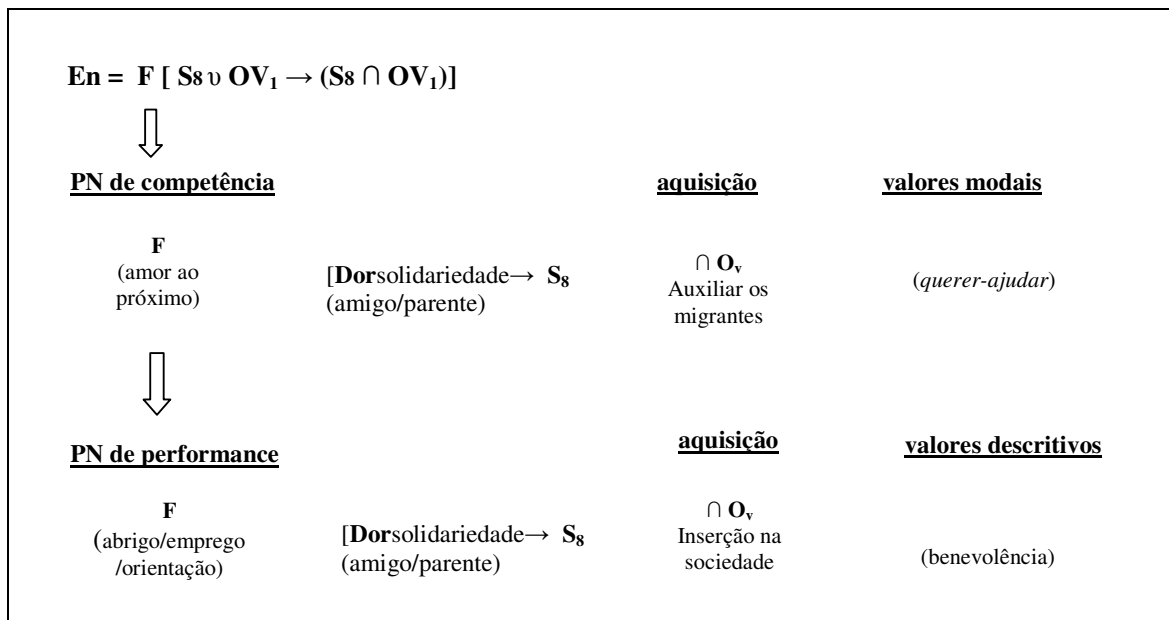 En = F [ S8 υ OV1 → (S8 ∩ OV1)]
PN de competência aquisição valores modais
F
(amor ao
próximo)
[Dorsolidariedade→ S8
(amigo/parente)
∩ Ov
Auxiliar os
migrantes
(querer-ajudar)
PN de performance aquisição valores descritivos
F
(abrigo/emprego
/orientação)
[Dorsolidariedade→ S8
(amigo/parente)
∩ Ov
Inserção na
sociedade
(benevolência)